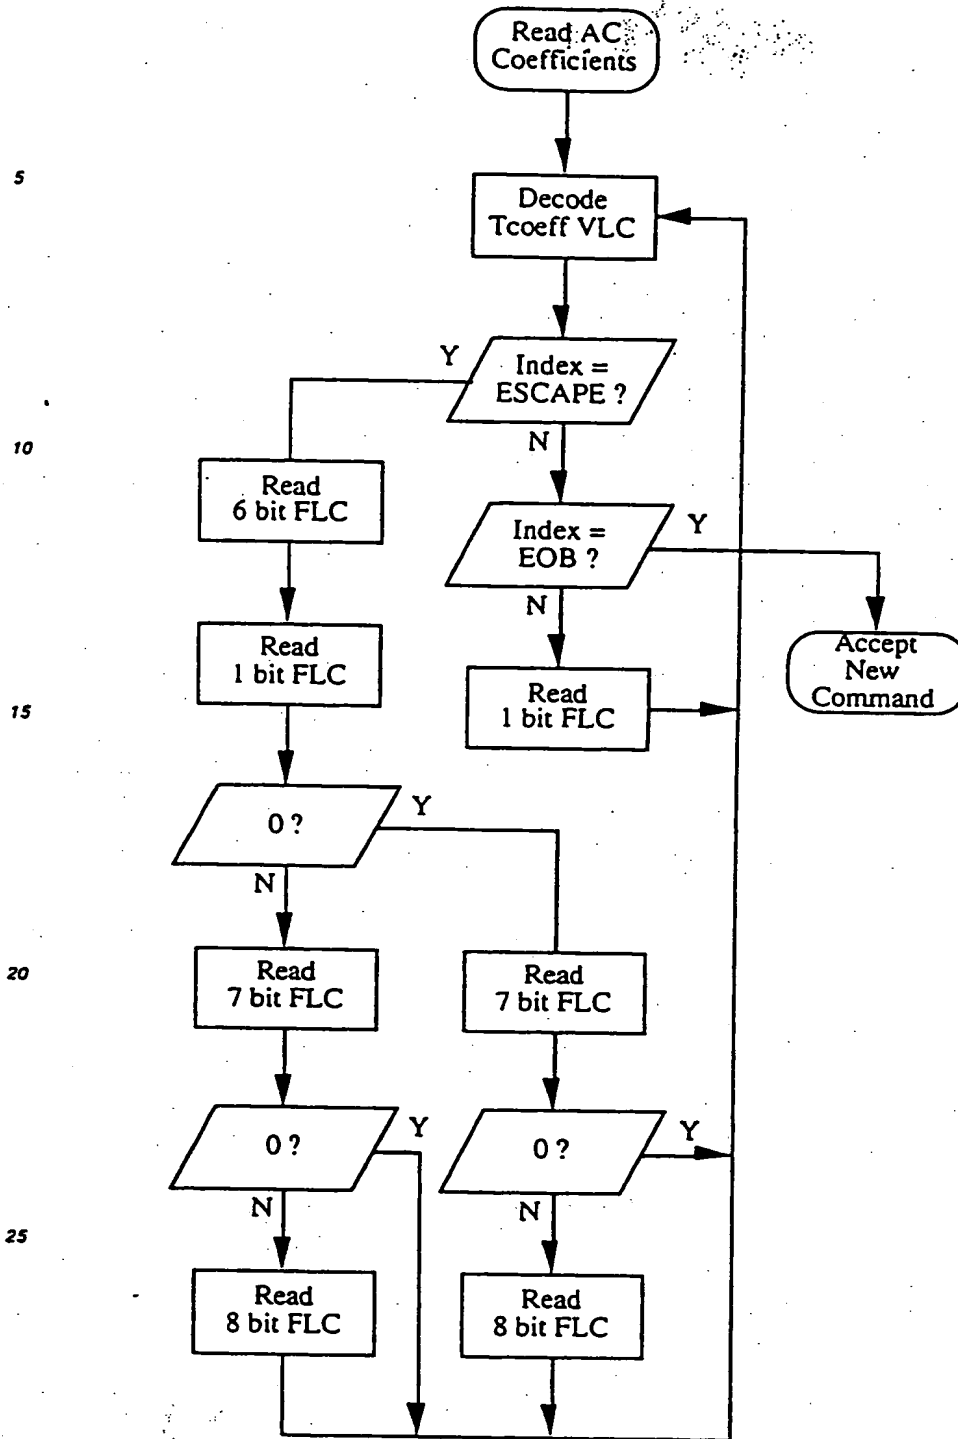 Read AC
Coefficients
5
Decode
Tcoeff VLC
Y
Index =
ESCAPE ?
N
10
Read
6 bit FLC
Index =
EOB ?
Y
N
Read
1 bit FLC
Read
1 bit FLC
Accept
New
Command
15
0 ?
Y
N
20
Read
7 bit FLC
Read
7 bit FLC
0 ?
Y
0 ?
Y
N
N
25
Read
8 bit FLC
Read
8 bit FLC